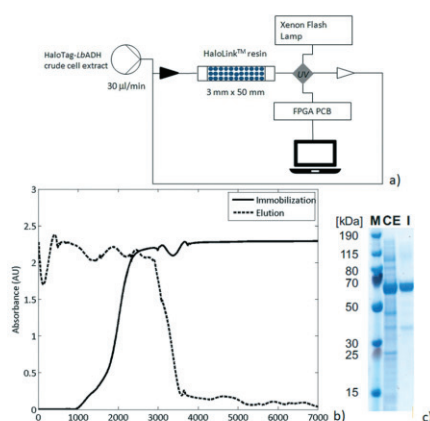 Xenon Flash
Lamp
HaloTag-LbADH
crude cell extract
HaloLink™ resin
UV
30 µl/min
3 mm x 50 mm
FPGA PCB
a)
3
2.5
2
1.5
1
0.5
0
Absorbance (AU)
Immobilization
Elution
0 1000 2000 3000 4000 5000 6000 7000
b)
[kDa] M CE I
190
115
80
70
50
30
25
15
c)